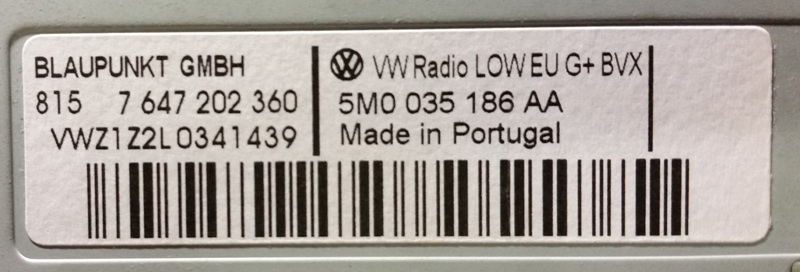 BLAUPUNKT GMBH
815 7 647 202 360
VWZ1Z2L0341439
VW Radio LOW EU G+ BVX
5M0 035 186 AA
Made in Portugal